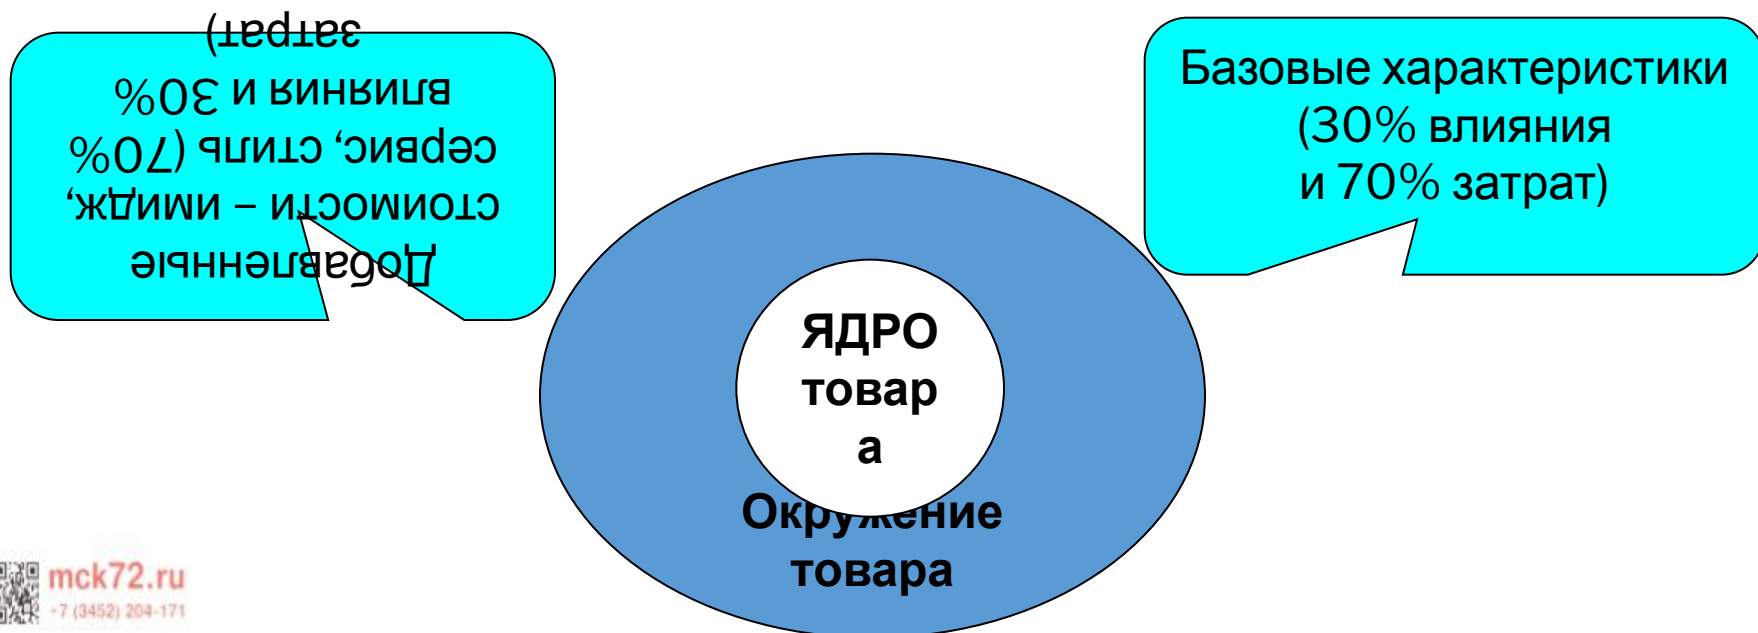 Добавленные
стоимости – имидж,
сервис, стиль (70%
влияния и 30%
затрат)
Базовые характеристики
(30% влияния
и 70% затрат)
ЯДРО
товар
а
Окружение
товара
mck72.ru
+7 (3452) 204-171